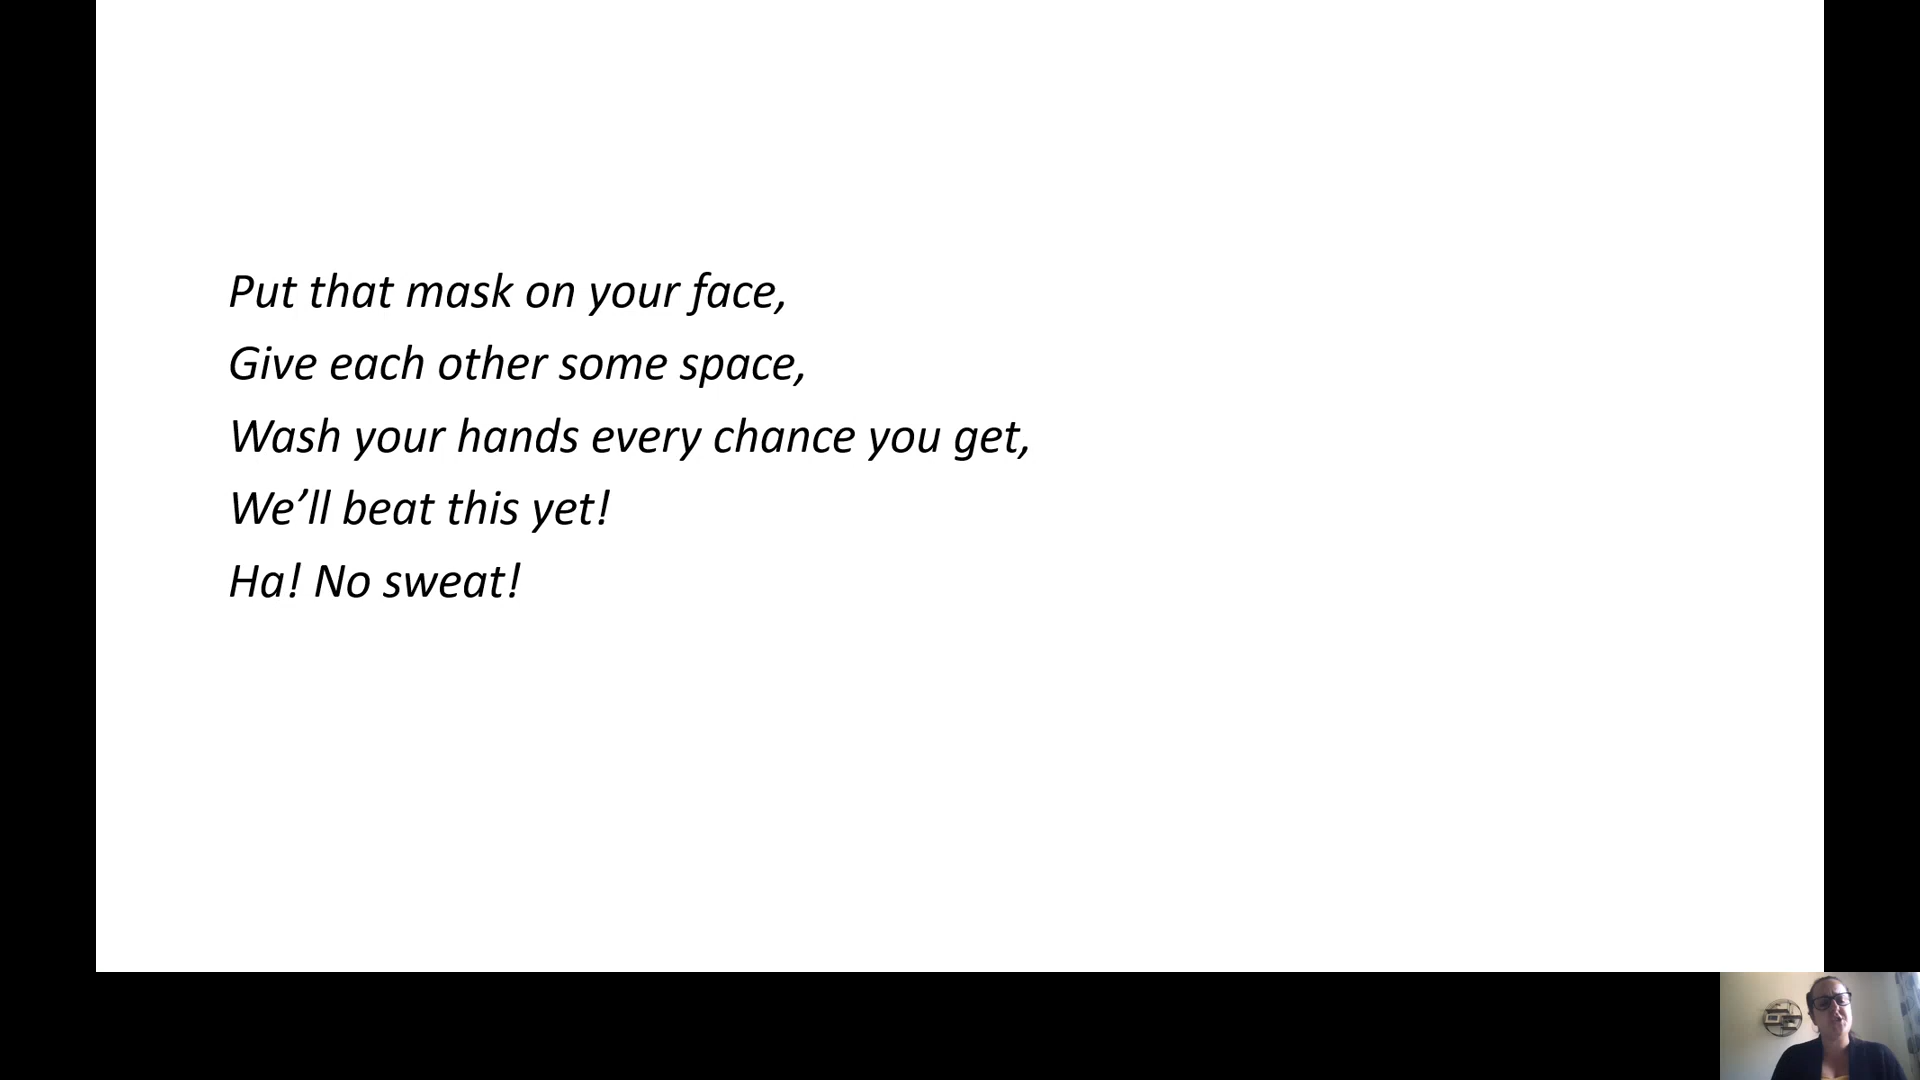 Put that mask on your face,
Give each other some space,
Wash your hands every chance you get,
We’ll beat this yet!
Ha! No sweat!